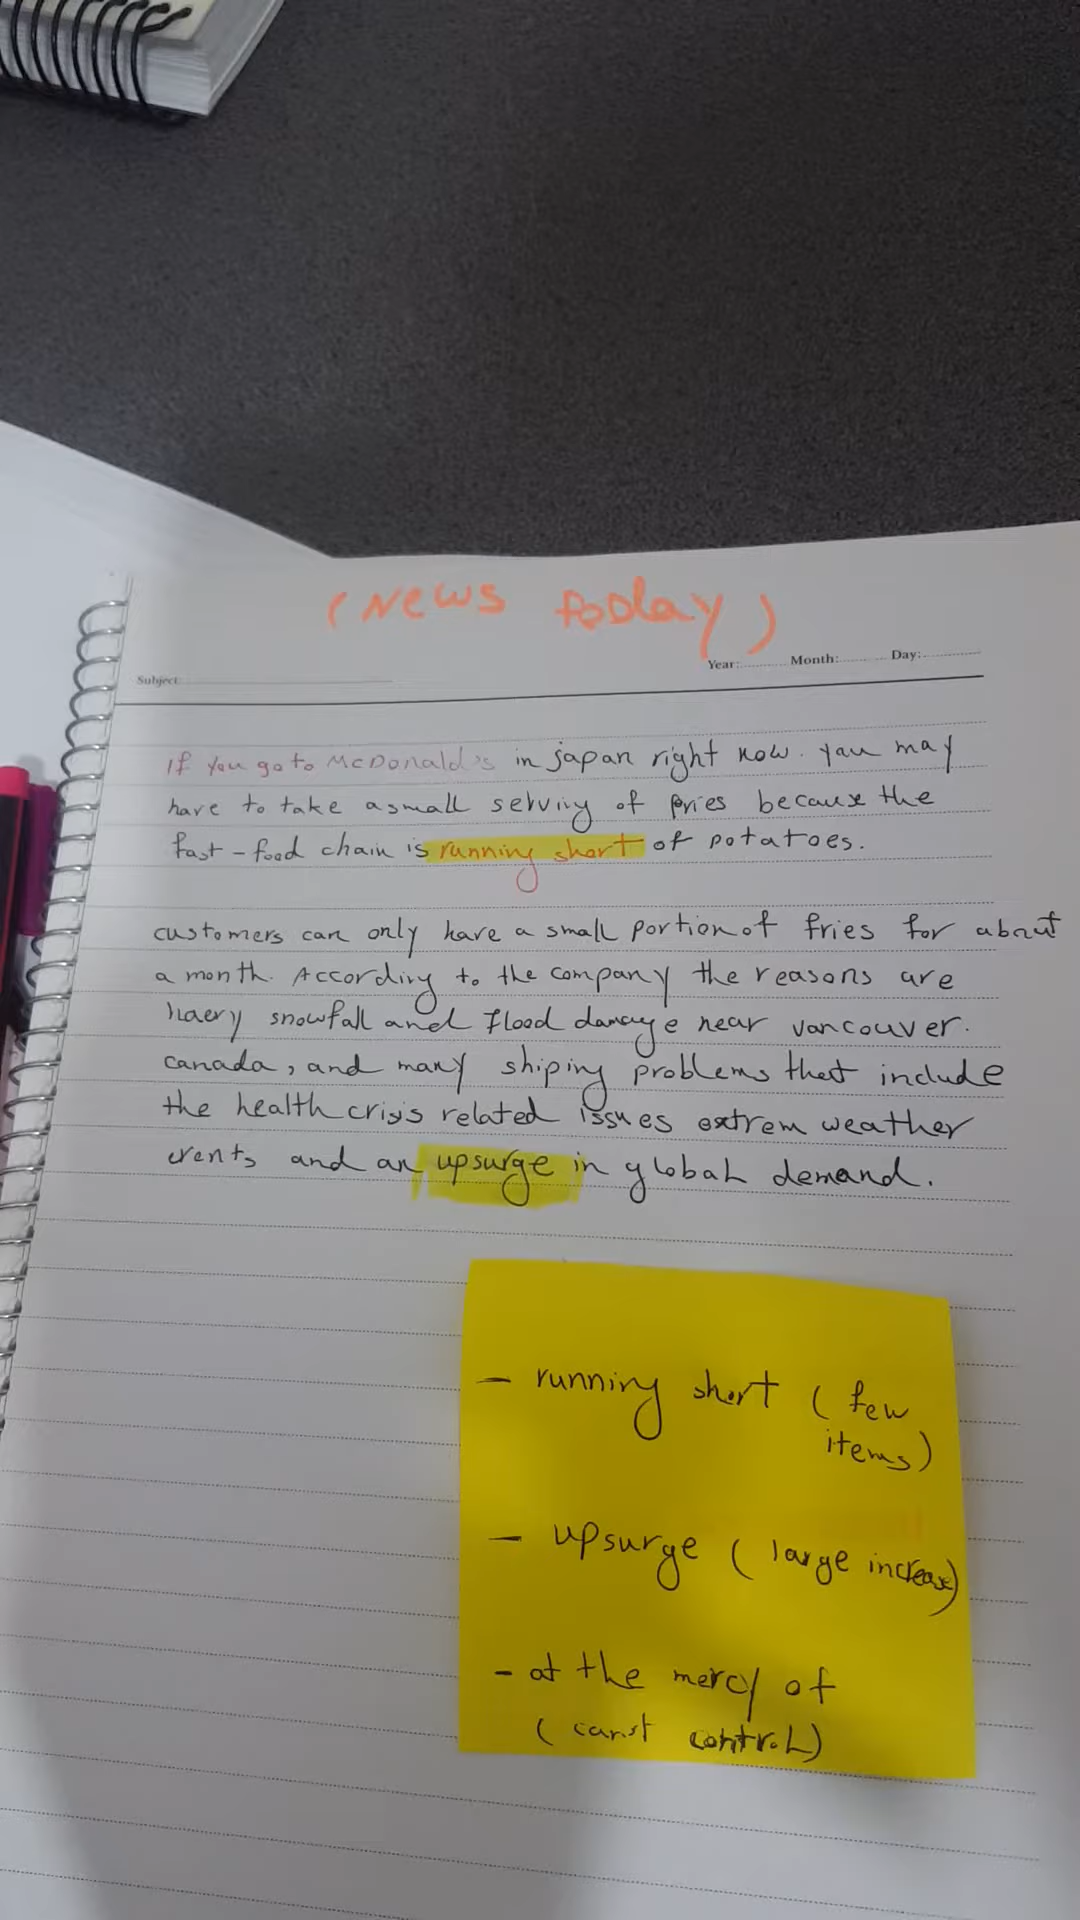 (News today)
Year: Month: Day:
Subject:
If you go to McDonald's in japan right now. you may
have to take a small serving of fries because the
fast-food chain is running short of potatoes.
customers can only have a small portion of fries for about
a month. According to the company the reasons are
heavy snowfall and flood damage near vancouver.
canada, and many shiping problems that include
the health crisis related issues extrem weather
events and an upsurge in global demand.
- running short (few
items)
- upsurge (large increase)
- at the mercy of
(can't control)